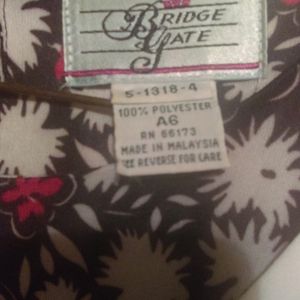 BRIDGE
GATE
5-1318-4
100% POLYESTER
A6
RN 66173
MADE IN MALAYSIA
SEE REVERSE FOR CARE